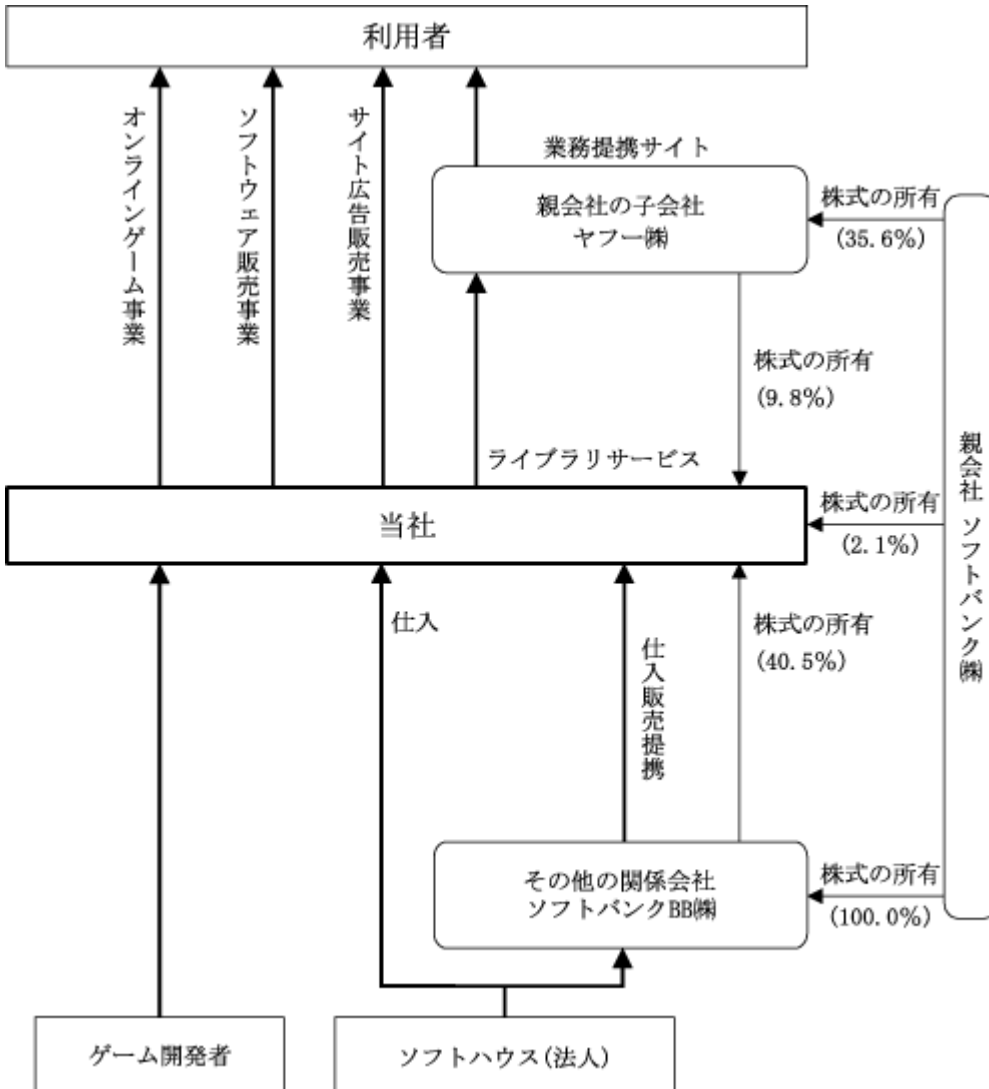 利用者
オンラインゲーム事業
ソフトウェア販売事業
サイト広告販売事業
業務提携サイト
親会社の子会社
ヤフー㈱
株式の所有
(35.6%)
株式の所有
(9.8%)
ライブラリサービス
当社
株式の所有
(2.1%)
親会社 ソフトバンク㈱
仕入
仕入販売提携
株式の所有
(40.5%)
その他の関係会社
ソフトバンクBB㈱
株式の所有
(100.0%)
ゲーム開発者
ソフトハウス(法人)